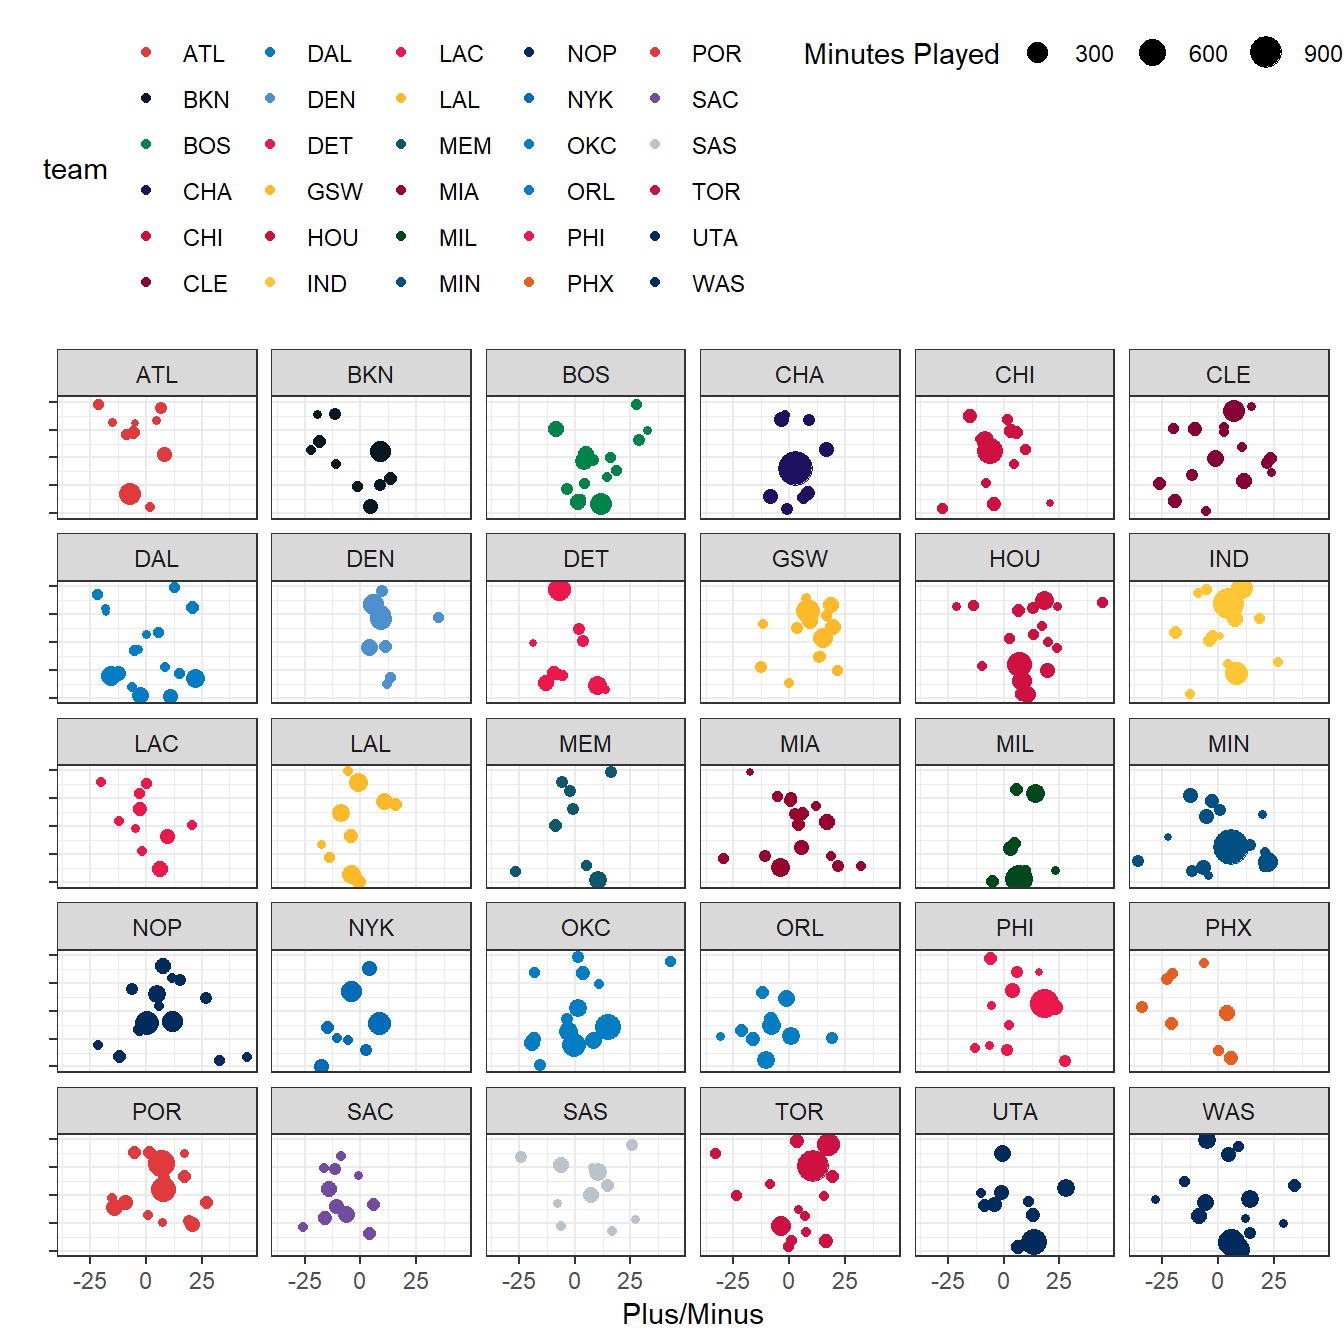 ATL DAL LAC NOP POR Minutes Played 300 600 900
BKN DEN LAL NYK SAC
BOS DET MEM OKC SAS
team
CHA GSW MIA ORL TOR
CHI HOU MIL PHI UTA
CLE IND MIN PHX WAS
ATL BKN BOS CHA CHI CLE
DAL DEN DET GSW HOU IND
LAC LAL MEM MIA MIL MIN
NOP NYK OKC ORL PHI PHX
POR SAC SAS TOR UTA WAS
-25 0 25 -25 0 25 -25 0 25 -25 0 25 -25 0 25 -25 0 25
Plus/Minus